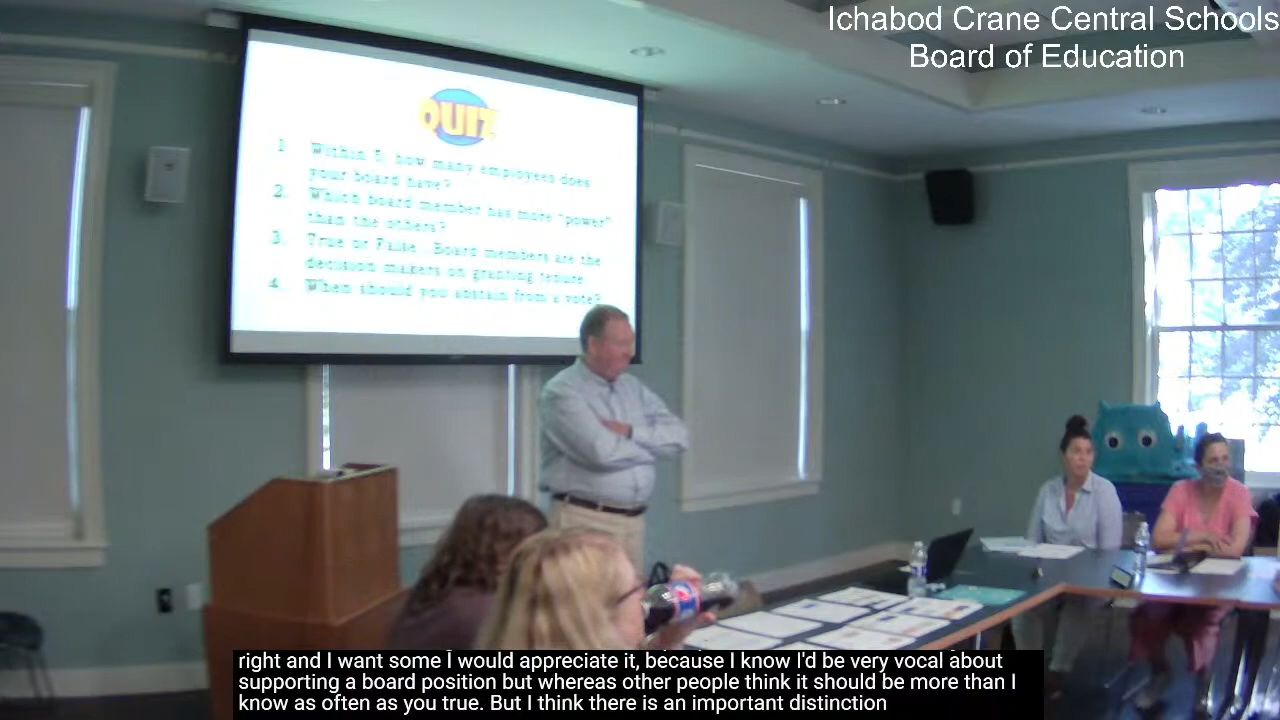 Ichabod Crane Central Schools
Board of Education
QUIZ
1. Within 5, how many employees does
your board have?
2. Which board member has more "power"
than the others?
3. True or False. Board members are the
decision makers on granting tenure
4. When should you abstain from a vote?
right and I want some I would appreciate it, because I know I'd be very vocal about
supporting a board position but whereas other people think it should be more than I
know as often as you true. But I think there is an important distinction